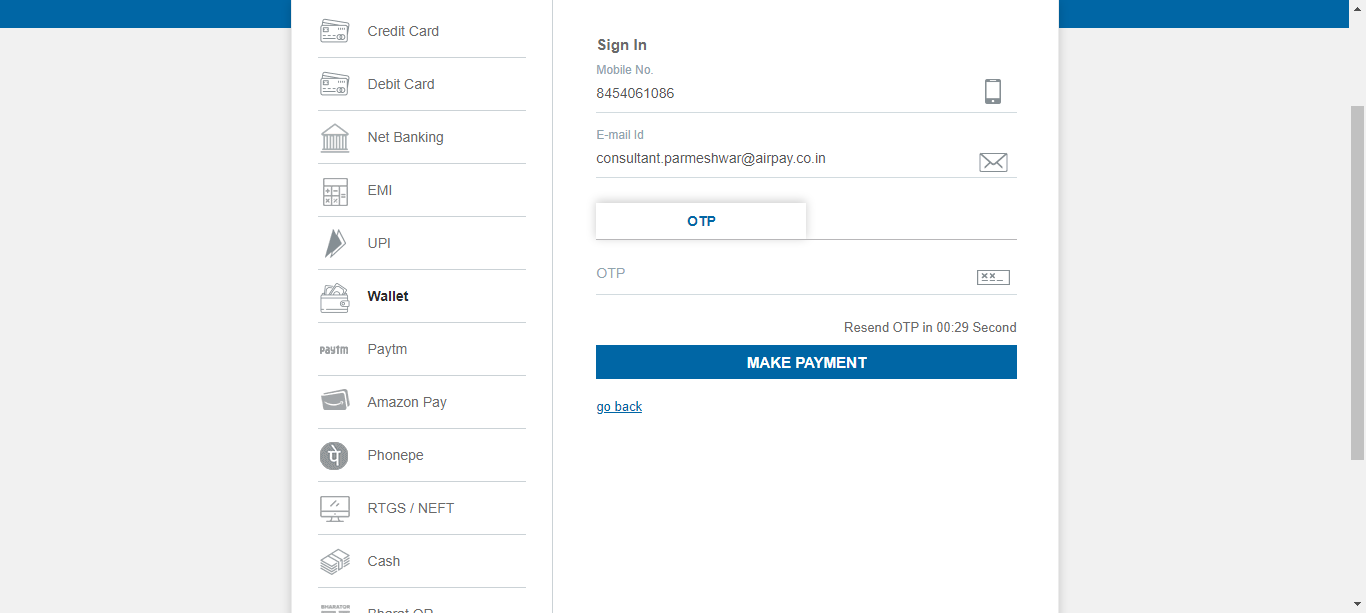 Credit Card
Debit Card
Net Banking
EMI
UPI
Wallet
paytm Paytm
Amazon Pay
पे Phonepe
RTGS / NEFT
Cash
BHARATQR Bharat QR
Sign In
Mobile No.
8454061086
E-mail Id
consultant.parmeshwar@airpay.co.in
OTP
OTP
Resend OTP in 00:29 Second
MAKE PAYMENT
go back